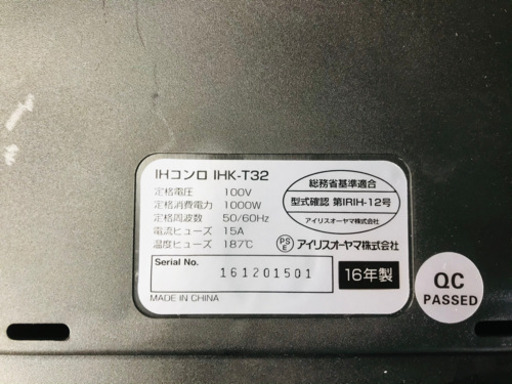 IHコンロ IHK-T32
定格電圧 : 100V
定格消費電力 : 1000W
定格周波数 : 50/60Hz
電流ヒューズ : 15A
温度ヒューズ : 187℃
総務省基準適合
型式確認 第IRIH-12号
アイリスオーヤマ株式会社
PSE アイリスオーヤマ株式会社
Serial No. 161201501
16年製
MADE IN CHINA
QC
PASSED